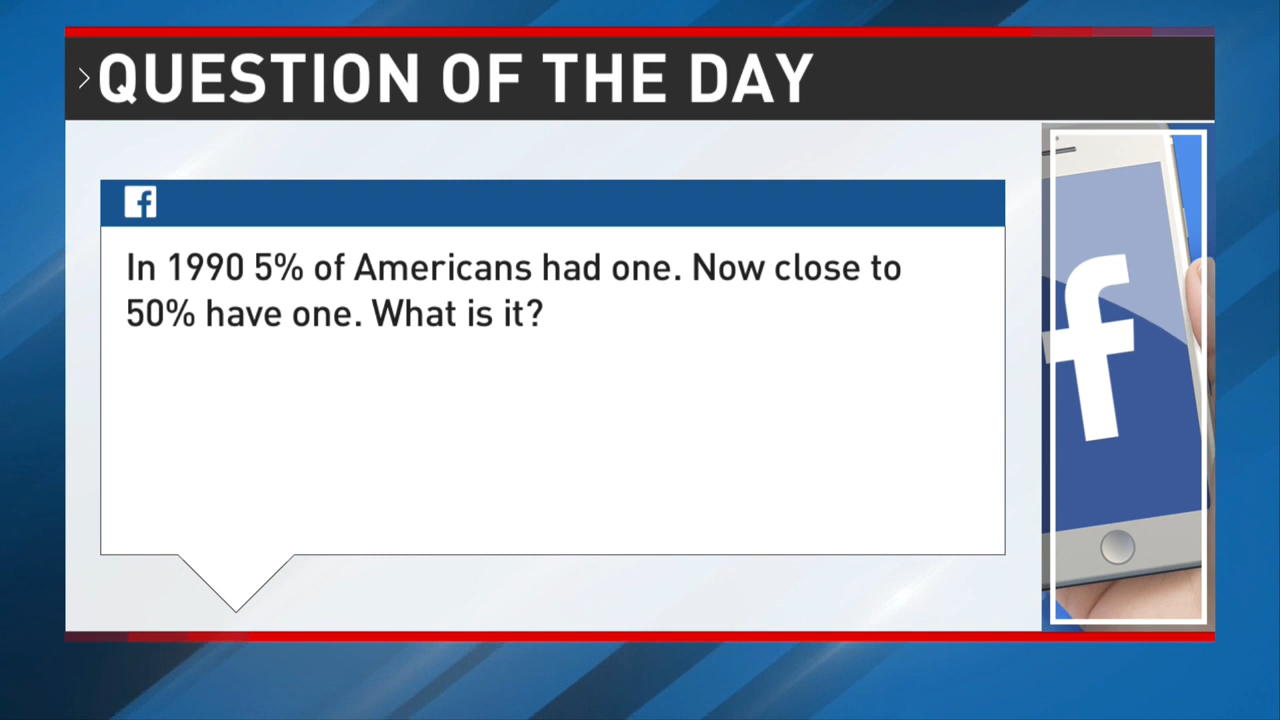 QUESTION OF THE DAY
In 1990 5% of Americans had one. Now close to
50% have one. What is it?